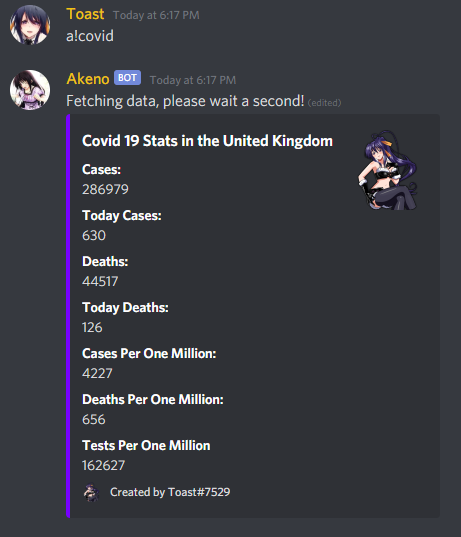 Toast Today at 6:17 PM
a!covid
Akeno BOT Today at 6:17 PM
Fetching data, please wait a second! (edited)
Covid 19 Stats in the United Kingdom
Cases:
286979
Today Cases:
630
Deaths:
44517
Today Deaths:
126
Cases Per One Million:
4227
Deaths Per One Million:
656
Tests Per One Million
162627
Created by Toast#7529